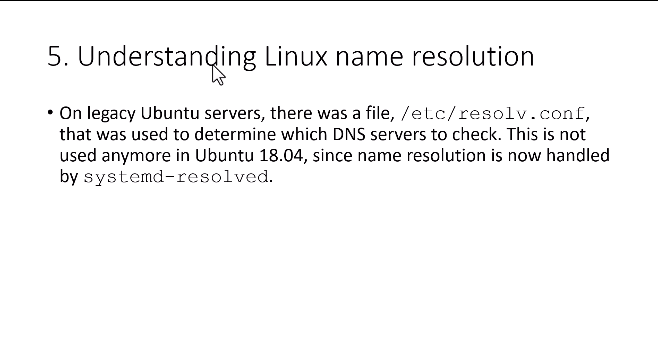 5. Understanding Linux name resolution
• On legacy Ubuntu servers, there was a file, /etc/resolv.conf,
that was used to determine which DNS servers to check. This is not
used anymore in Ubuntu 18.04, since name resolution is now handled
by systemd-resolved.